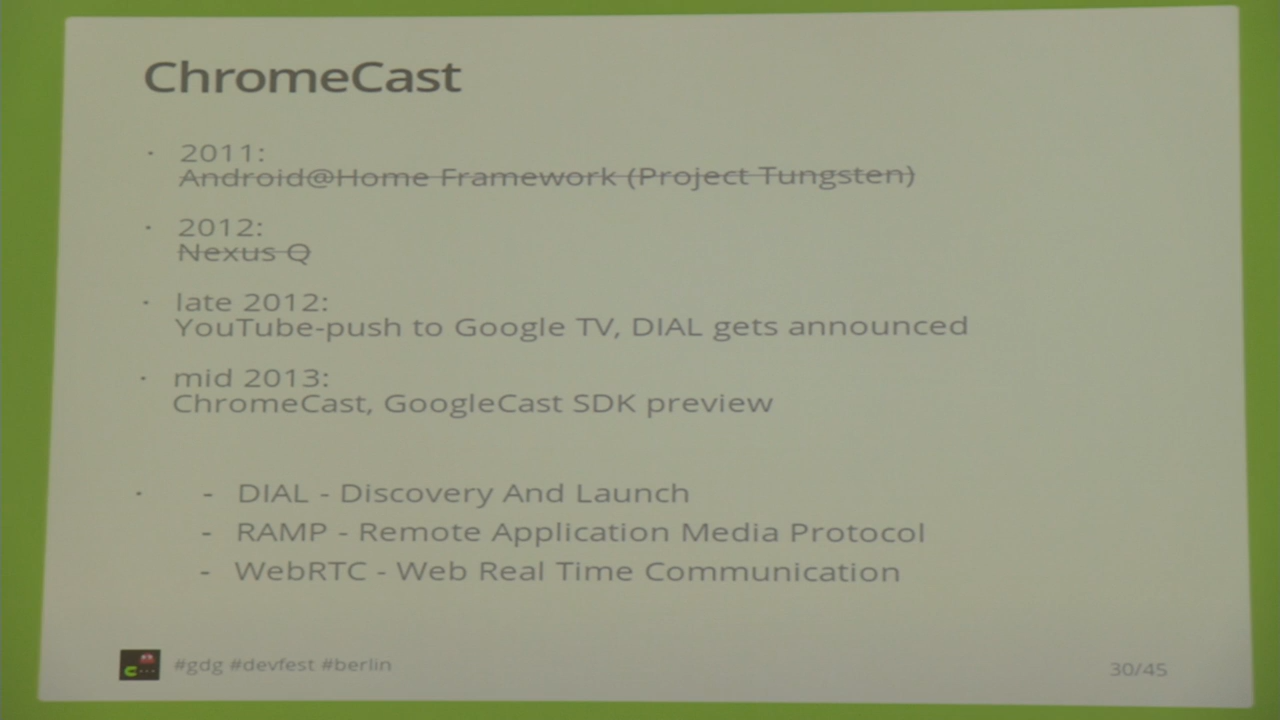 ChromeCast
· 2011:
Android@Home Framework (Project Tungsten)
· 2012:
Nexus Q
· late 2012:
YouTube-push to Google TV, DIAL gets announced
· mid 2013:
ChromeCast, GoogleCast SDK preview
· - DIAL - Discovery And Launch
- RAMP - Remote Application Media Protocol
- WebRTC - Web Real Time Communication
#gdg #devfest #berlin
30/45